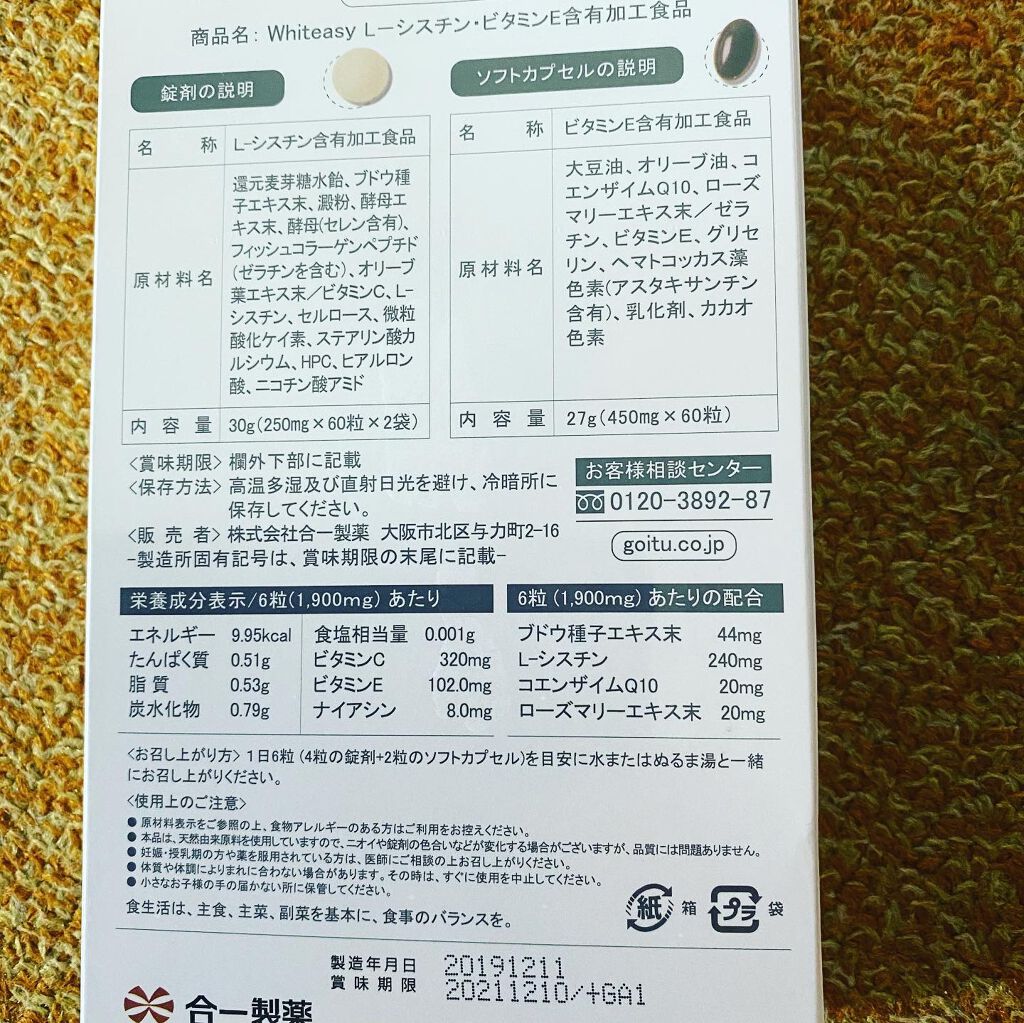 商品名: Whiteasy L-シスチン・ビタミンE含有加工食品
錠剤の説明
名称 L-シスチン含有加工食品
原材料名
還元麦芽糖水飴、ブドウ種
子エキス末、澱粉、酵母エ
キス末、酵母(セレン含有)、
フィッシュコラーゲンペプチド
(ゼラチンを含む)、オリーブ
葉エキス末/ビタミンC、L-
シスチン、セルロース、微粒
酸化ケイ素、ステアリン酸カ
ルシウム、HPC、ヒアルロン
酸、ニコチン酸アミド
内容量 30g(250mg×60粒×2袋)
ソフトカプセルの説明
名称 ビタミンE含有加工食品
原材料名
大豆油、オリーブ油、コ
エンザイムQ10、ローズ
マリーエキス末/ゼラ
チン、ビタミンE、グリセ
リン、ヘマトコッカス藻
色素(アスタキサンチン
含有)、乳化剤、カカオ
色素
内容量 27g(450mg×60粒)
<賞味期限> 欄外下部に記載
<保存方法> 高温多湿及び直射日光を避け、冷暗所に
保存してください。
<販売者> 株式会社合一製薬 大阪市北区与力町2-16
-製造所固有記号は、賞味期限の末尾に記載-
お客様相談センター
0120-3892-87
goitu.co.jp
栄養成分表示/6粒(1,900mg) あたり
エネルギー 9.95kcal
たんぱく質 0.51g
脂質 0.53g
炭水化物 0.79g
食塩相当量 0.001g
ビタミンC 320mg
ビタミンE 102.0mg
ナイアシン 8.0mg
6粒 (1,900mg) あたりの配合
ブドウ種子エキス末 44mg
L-シスチン 240mg
コエンザイムQ10 20mg
ローズマリーエキス末 20mg
<お召し上がり方> 1日6粒 (4粒の錠剤+2粒のソフトカプセル)を目安に水またはぬるま湯と一緒
にお召し上がりください。
<使用上のご注意>
● 原材料表示をご参照の上、食物アレルギーのある方はご利用をお控えください。
● 本品は、天然由来原料を使用していますので、ニオイや錠剤の色合いなどが変化する場合がございますが、品質には問題ありません。
● 妊娠・授乳期の方や薬を服用されている方は、医師にご相談の上お召し上がりください。
● 体質や体調によりまれに合わない場合があります。その時は、すぐに使用を中止してください。
● 小さなお子様の手の届かない所に保管してください。
食生活は、主食、主菜、副菜を基本に、食事のバランスを。
紙 箱 プラ 袋
製造年月日 20191211
賞味期限 20211210/+GA1
合一製薬